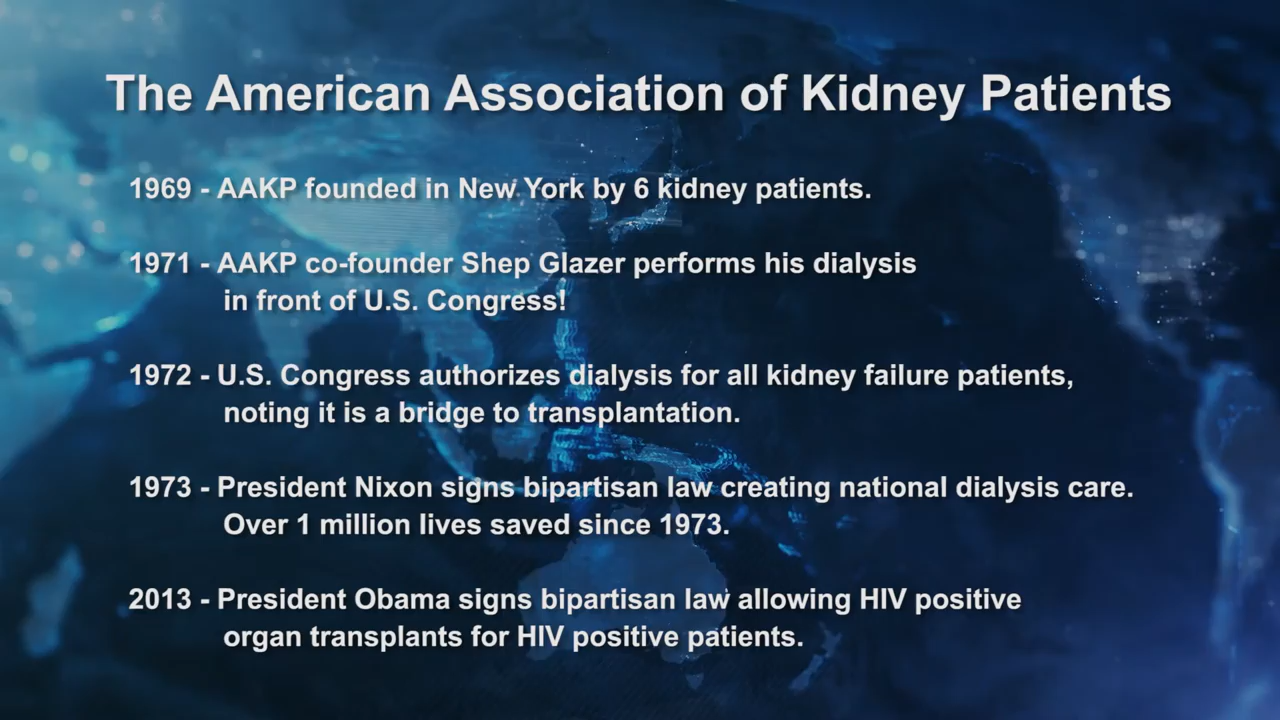 The American Association of Kidney Patients
1969 - AAKP founded in New York by 6 kidney patients.
1971 - AAKP co-founder Shep Glazer performs his dialysis
in front of U.S. Congress!
1972 - U.S. Congress authorizes dialysis for all kidney failure patients,
noting it is a bridge to transplantation.
1973 - President Nixon signs bipartisan law creating national dialysis care.
Over 1 million lives saved since 1973.
2013 - President Obama signs bipartisan law allowing HIV positive
organ transplants for HIV positive patients.